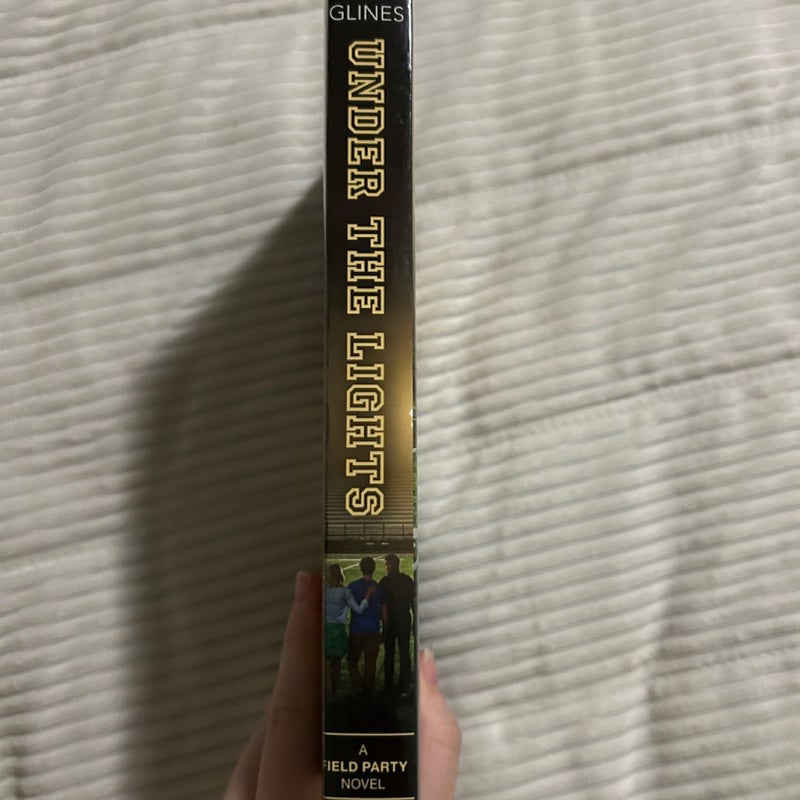 GLINES
UNDER THE LIGHTS
A
FIELD PARTY
NOVEL